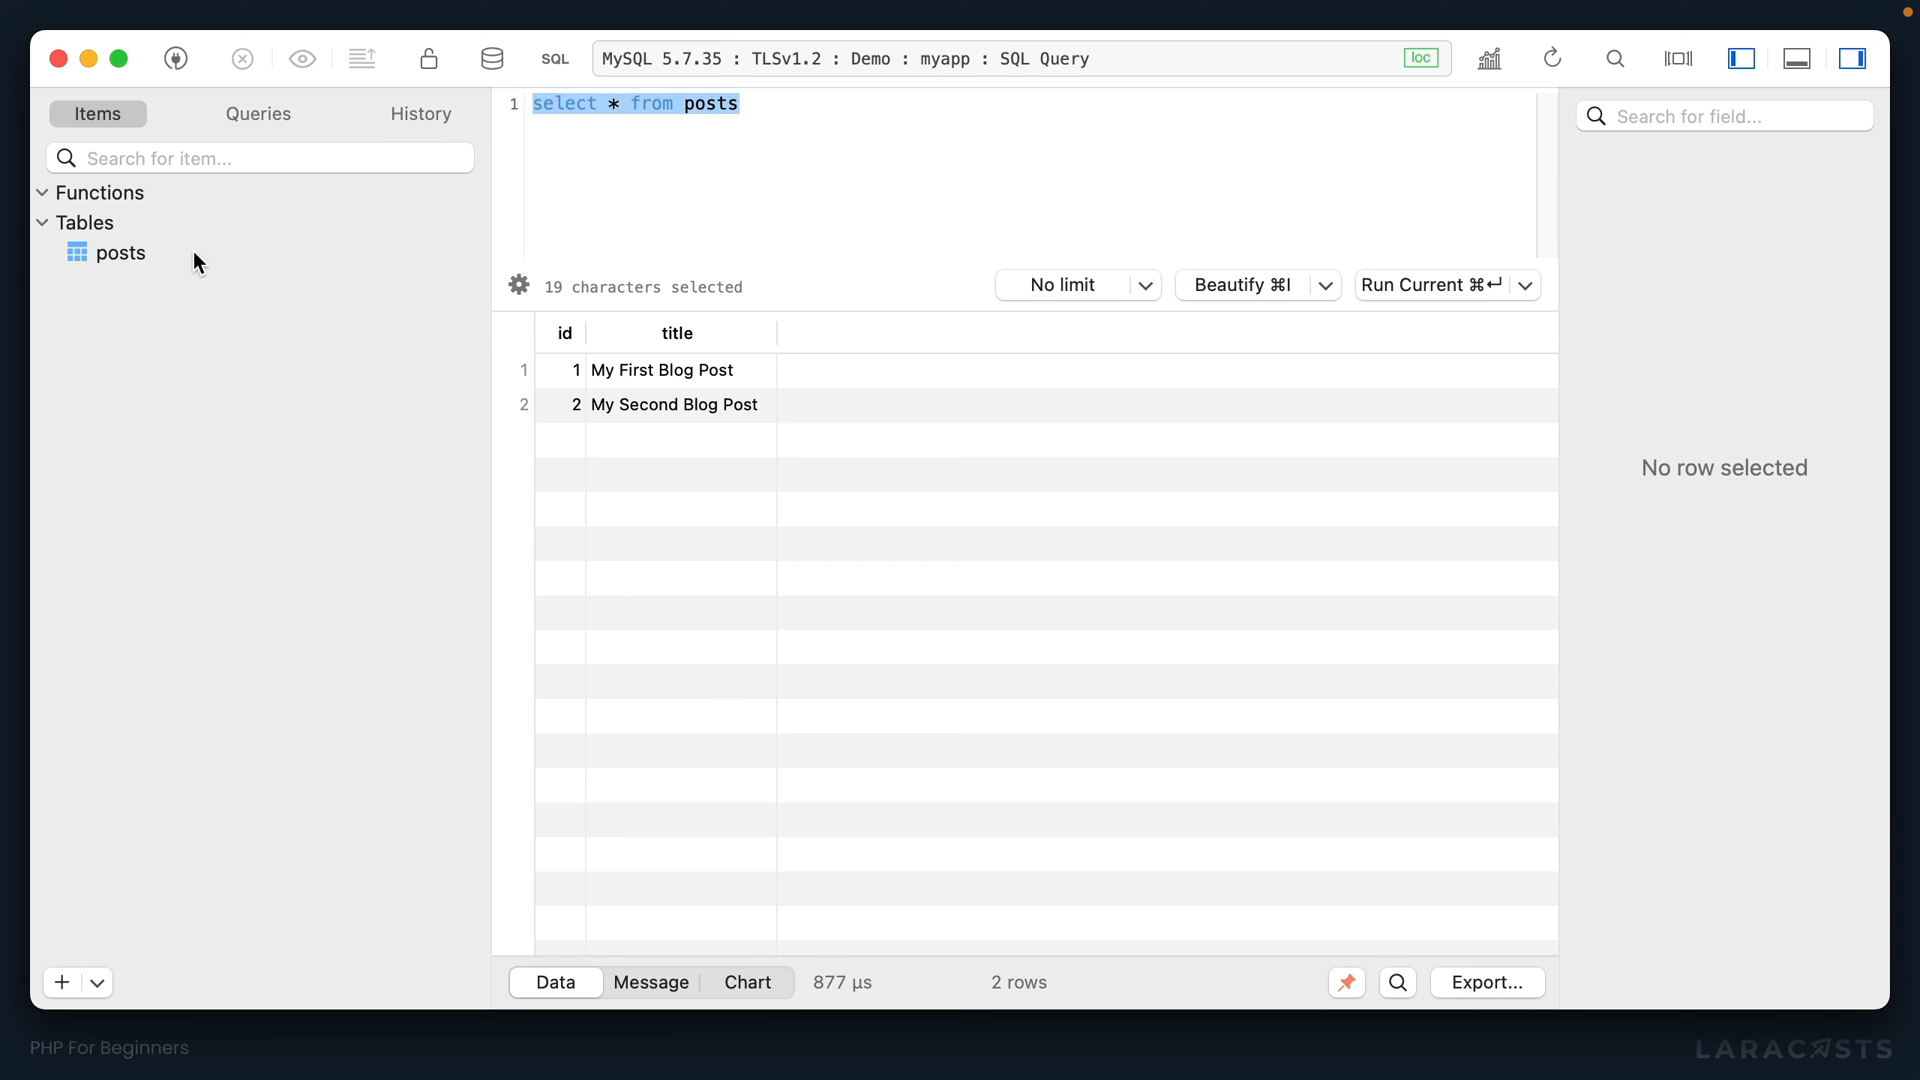 SQL
MySQL 5.7.35 : TLSv1.2 : Demo : myapp : SQL Query
loc
Items
Queries
History
Search for item...
Functions
Tables
posts
1
select * from posts
19 characters selected
No limit
Beautify ⌘I
Run Current ⌘↵
id
title
1
1
My First Blog Post
2
2
My Second Blog Post
Search for field...
No row selected
Data
Message
Chart
877 µs
2 rows
Export...
PHP For Beginners
LARACASTS